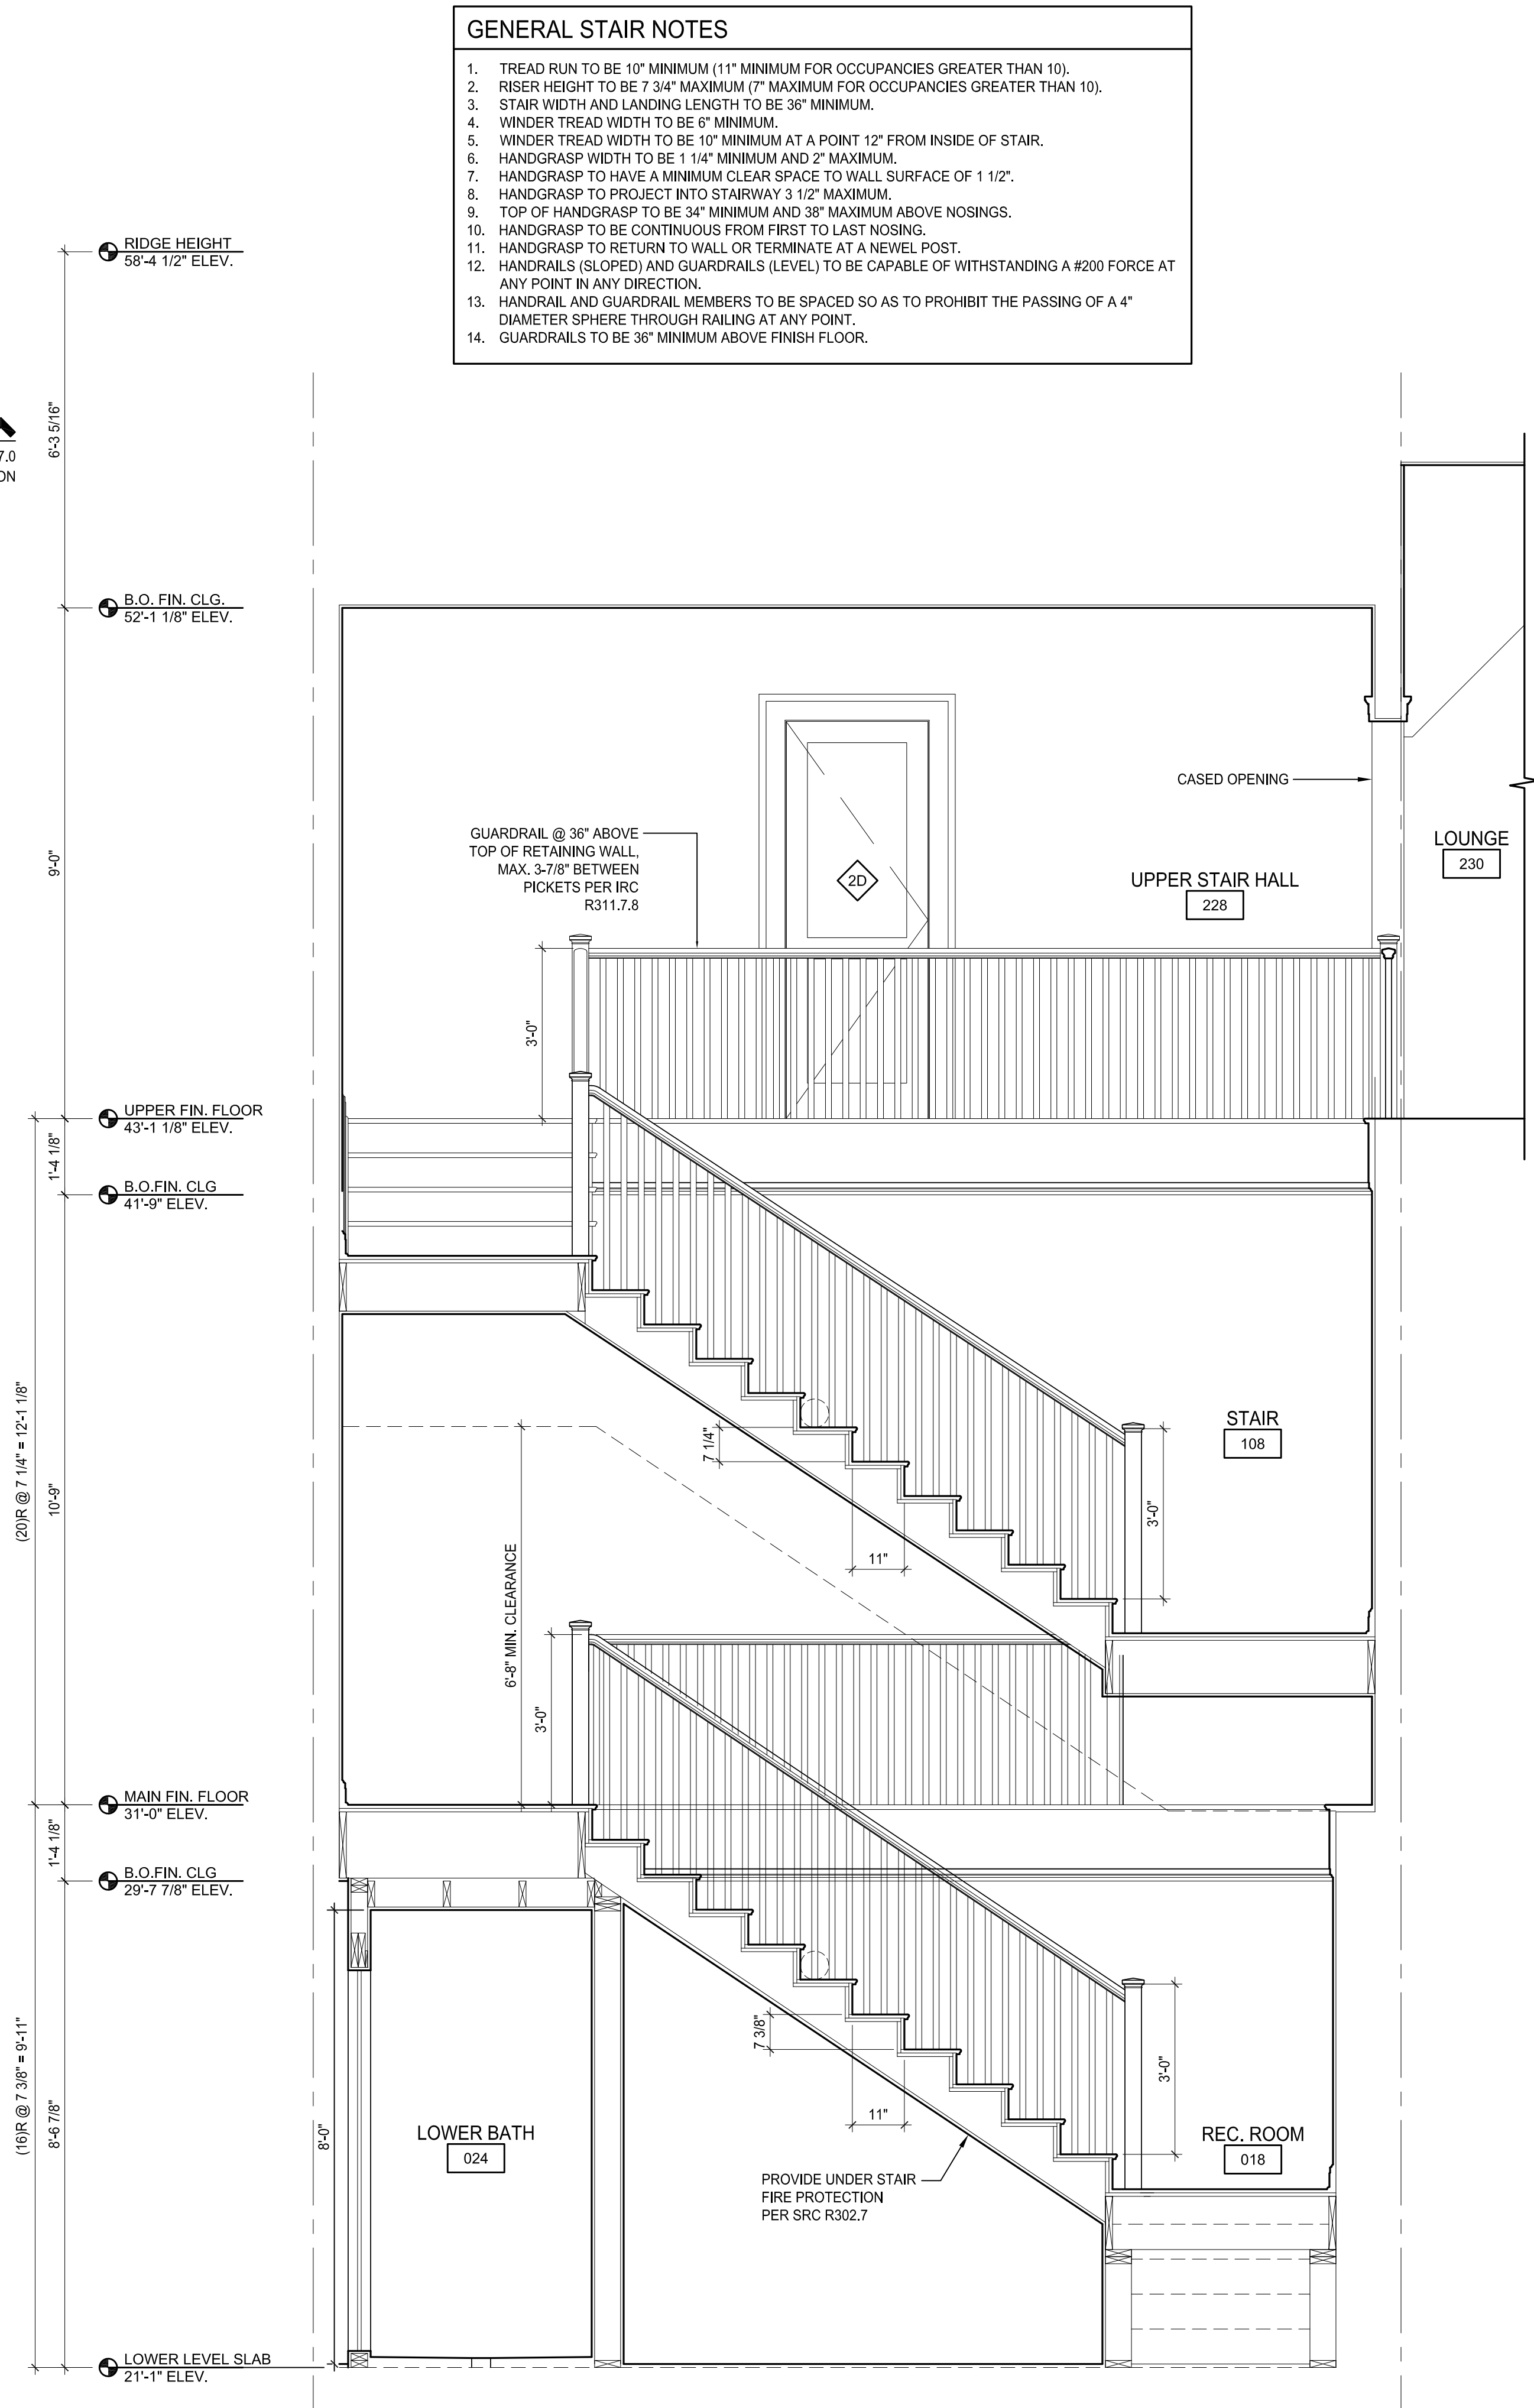 GENERAL STAIR NOTES
1. TREAD RUN TO BE 10" MINIMUM (11" MINIMUM FOR OCCUPANCIES GREATER THAN 10).
2. RISER HEIGHT TO BE 7 3/4" MAXIMUM (7" MAXIMUM FOR OCCUPANCIES GREATER THAN 10).
3. STAIR WIDTH AND LANDING LENGTH TO BE 36" MINIMUM.
4. WINDER TREAD WIDTH TO BE 6" MINIMUM.
5. WINDER TREAD WIDTH TO BE 10" MINIMUM AT A POINT 12" FROM INSIDE OF STAIR.
6. HANDGRASP WIDTH TO BE 1 1/4" MINIMUM AND 2" MAXIMUM.
7. HANDGRASP TO HAVE A MINIMUM CLEAR SPACE TO WALL SURFACE OF 1 1/2".
8. HANDGRASP TO PROJECT INTO STAIRWAY 3 1/2" MAXIMUM.
9. TOP OF HANDGRASP TO BE 34" MINIMUM AND 38" MAXIMUM ABOVE NOSINGS.
10. HANDGRASP TO BE CONTINUOUS FROM FIRST TO LAST NOSING.
11. HANDGRASP TO RETURN TO WALL OR TERMINATE AT A NEWEL POST.
12. HANDRAILS (SLOPED) AND GUARDRAILS (LEVEL) TO BE CAPABLE OF WITHSTANDING A #200 FORCE AT
ANY POINT IN ANY DIRECTION.
13. HANDRAIL AND GUARDRAIL MEMBERS TO BE SPACED SO AS TO PROHIBIT THE PASSING OF A 4"
DIAMETER SPHERE THROUGH RAILING AT ANY POINT.
14. GUARDRAILS TO BE 36" MINIMUM ABOVE FINISH FLOOR.
RIDGE HEIGHT
58'-4 1/2" ELEV.
6'-3 5/16"
7.0
ON
B.O. FIN. CLG.
52'-1 1/8" ELEV.
9'-0"
CASED OPENING
GUARDRAIL @ 36" ABOVE
TOP OF RETAINING WALL,
MAX. 3-7/8" BETWEEN
PICKETS PER IRC
R311.7.8
2D
UPPER STAIR HALL
228
LOUNGE
230
3'-0"
UPPER FIN. FLOOR
43'-1 1/8" ELEV.
1'-4 1/8"
B.O.FIN. CLG
41'-9" ELEV.
(20)R @ 7 1/4" = 12'-1 1/8"
10'-9"
7 1/4"
11"
STAIR
108
3'-0"
6'-8" MIN. CLEARANCE
3'-0"
MAIN FIN. FLOOR
31'-0" ELEV.
1'-4 1/8"
B.O.FIN. CLG
29'-7 7/8" ELEV.
(16)R @ 7 3/8" = 9'-11"
8'-6 7/8"
8'-0"
7 3/8"
11"
3'-0"
LOWER BATH
024
REC. ROOM
018
PROVIDE UNDER STAIR
FIRE PROTECTION
PER SRC R302.7
LOWER LEVEL SLAB
21'-1" ELEV.